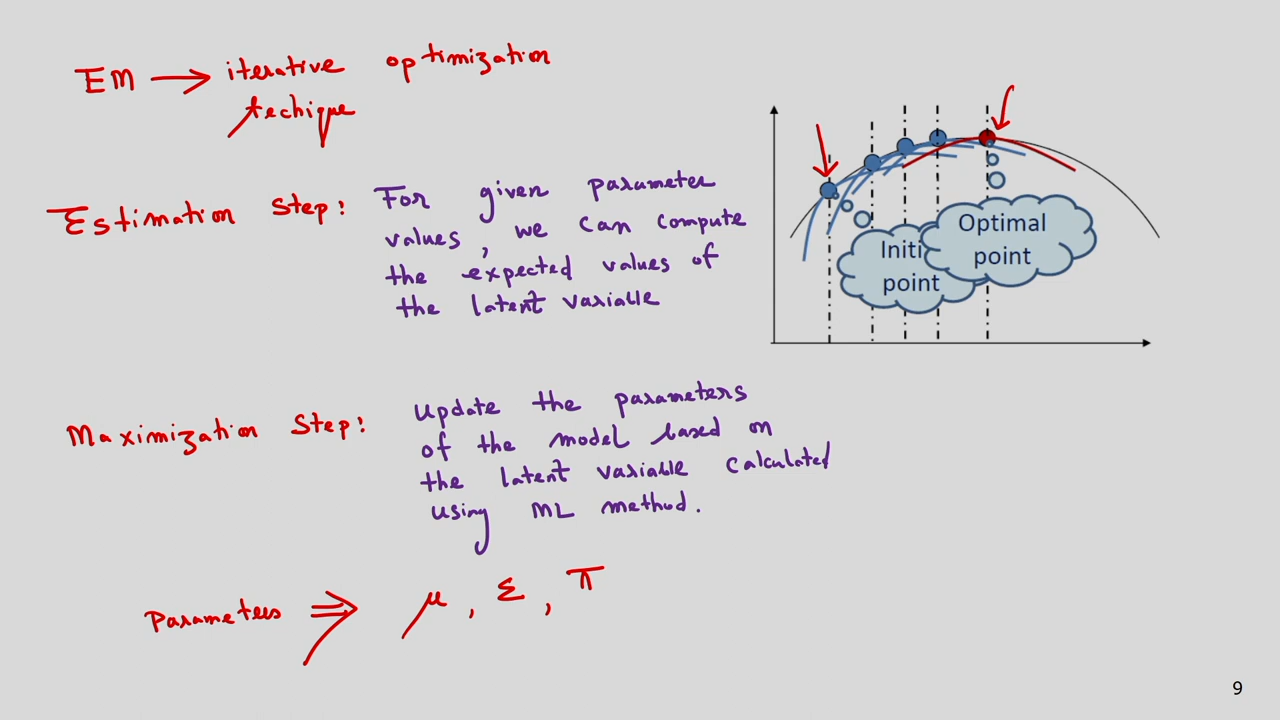 EM → iterative optimization
techique
Estimation Step: For given parameter
values, we can compute
the expected values of
the latent variable
Initi
point
Optimal
point
Maximization Step: Update the parameters
of the model based on
the latent variable calculated
using ML method.
Parameters ⇒ μ, Σ, π
9